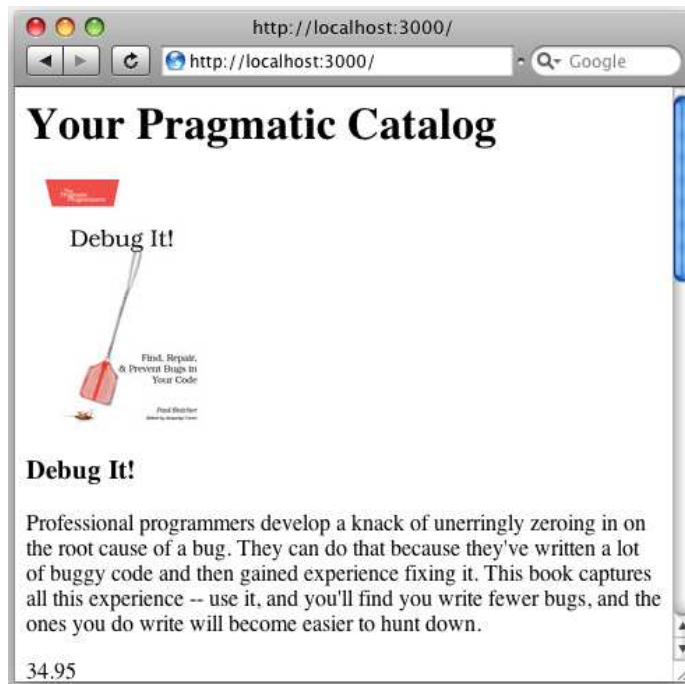 http://localhost:3000/
http://localhost:3000/
Google
Your Pragmatic Catalog
The
Pragmatic
Programmers
Debug It!
Find, Repair,
& Prevent Bugs in
Your Code
Paul Butcher
Debug It!
Professional programmers develop a knack of unerringly zeroing in on
the root cause of a bug. They can do that because they've written a lot
of buggy code and then gained experience fixing it. This book captures
all this experience -- use it, and you'll find you write fewer bugs, and the
ones you do write will become easier to hunt down.
34.95